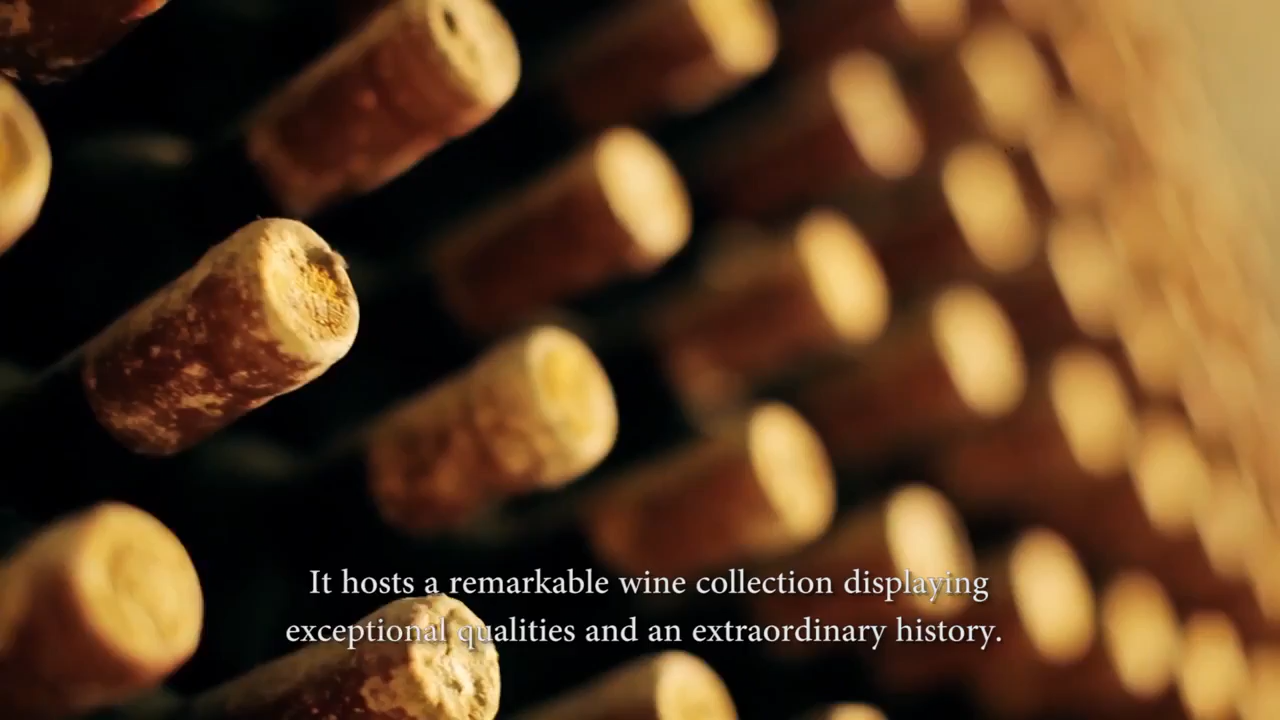 It hosts a remarkable wine collection displaying
exceptional qualities and an extraordinary history.